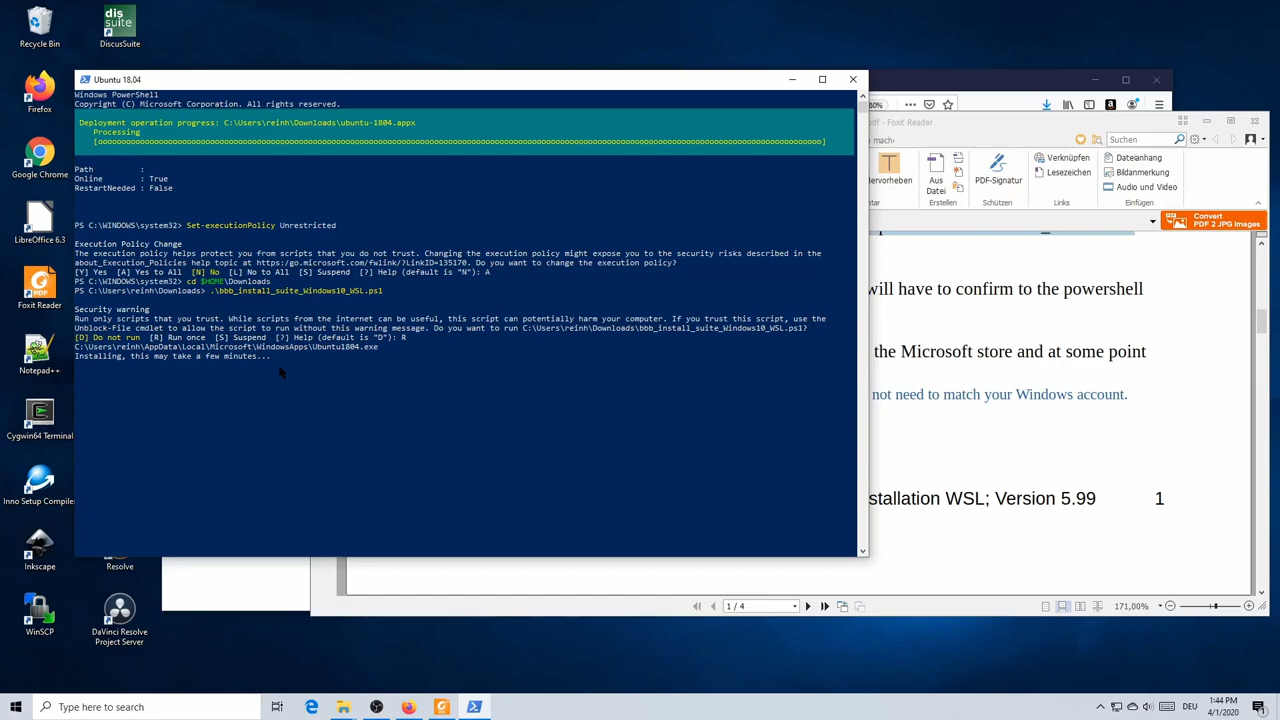 Recycle Bin
dis
suite
DiscusSuite
Firefox
Google Chrome
LibreOffice 6.3
Foxit Reader
Notepad++
Cygwin64 Terminal
Inno Setup Compiler
Inkscape
Resolve
WinSCP
DaVinci Resolve
Project Server
Ubuntu 18.04
Windows PowerShell
Copyright (C) Microsoft Corporation. All rights reserved.
Deployment operation progress: C:\Users\reinh\Downloads\ubuntu-1804.appx
Processing
Path :
Online : True
RestartNeeded : False
PS C:\WINDOWS\system32> Set-executionPolicy Unrestricted
Execution Policy Change
The execution policy helps protect you from scripts that you do not trust. Changing the execution policy might expose you to the security risks described in the
about_Execution_Policies help topic at https:/go.microsoft.com/fwlink/?LinkID=135170. Do you want to change the execution policy?
[Y] Yes [A] Yes to All [N] No [L] No to All [S] Suspend [?] Help (default is "N"): A
PS C:\WINDOWS\system32> cd $HOME\Downloads
PS C:\Users\reinh\Downloads> .\bbb_install_suite_Windows10_WSL.ps1
Security warning
Run only scripts that you trust. While scripts from the internet can be useful, this script can potentially harm your computer. If you trust this script, use the
Unblock-File cmdlet to allow the script to run without this warning message. Do you want to run C:\Users\reinh\Downloads\bbb_install_suite_Windows10_WSL.ps1?
[D] Do not run [R] Run once [S] Suspend [?] Help (default is "D"): R
C:\Users\reinh\AppData\Local\Microsoft\WindowsApps\Ubuntu1804.exe
Installing, this may take a few minutes...
.pdf - Foxit Reader
Suchen
ervorheben
Aus
Datei
Erstellen
PDF-Signatur
Schützen
Verknüpfen
Lesezeichen
Links
Dateianhang
Bildanmerkung
Audio und Video
Einfügen
Convert
PDF 2 JPG Images
will have to confirm to the powershell
the Microsoft store and at some point
not need to match your Windows account.
stallation WSL; Version 5.99 1
1 / 4
171,00%
Type here to search
DEU
1:44 PM
4/1/2020